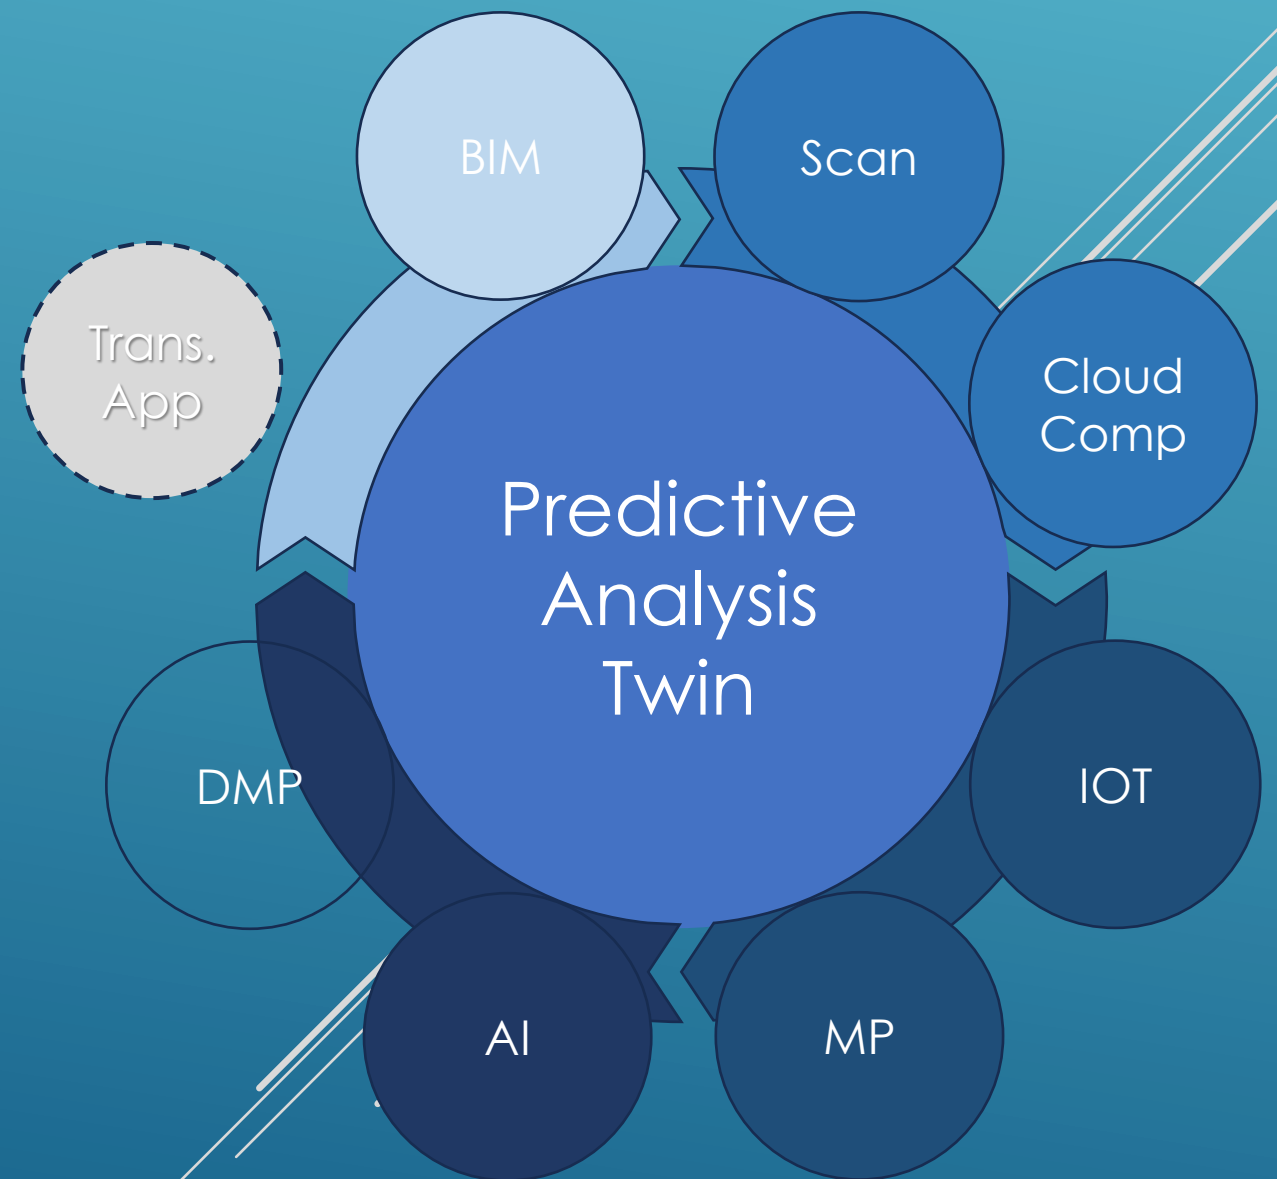 BIM
Scan
Trans.
App
Cloud
Comp
Predictive
Analysis
Twin
DMP
IOT
AI
MP